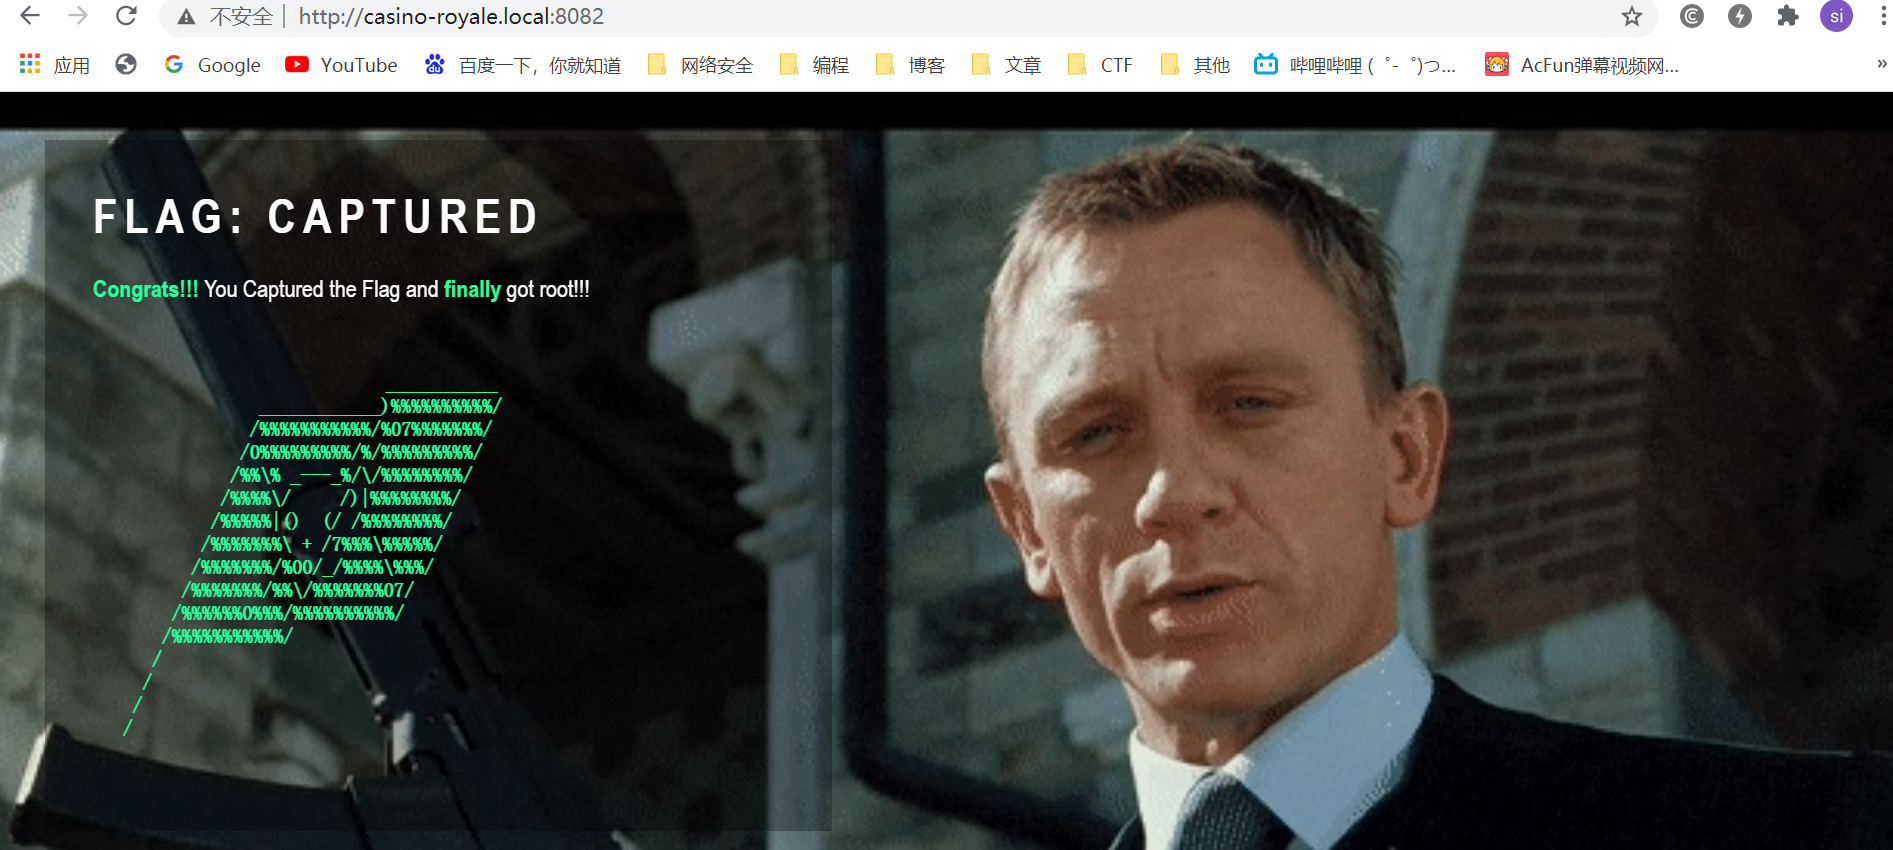 不安全 | http://casino-royale.local:8082
si
应用 Google YouTube 百度一下，你就知道 网络安全 编程 博客 文章 CTF 其他 哔哩哔哩 (゜-゜)つ... AcFun弹幕视频网... »
FLAG: CAPTURED
Congrats!!! You Captured the Flag and finally got root!!!
                           ___________
              ____________)%%%%%%%%%%/
             /%%%%%%%%%%%/%07%%%%%%%/
            /0%%%%%%%%%/%/%%%%%%%%%/
           /%%\% _---_%/\/%%%%%%%%/
          /%%%%\/     /)|%%%%%%%%/
         /%%%%%|()  (/ /%%%%%%%%/
        /%%%%%%%\ + /7%%%\%%%%%/
       /%%%%%%%/%00/_/%%%%\%%%/
      /%%%%%%%/%%\/%%%%%%%07/
     /%%%%%%0%%%/%%%%%%%%%%/
    /%%%%%%%%%%%/
   /
  /
 /
/